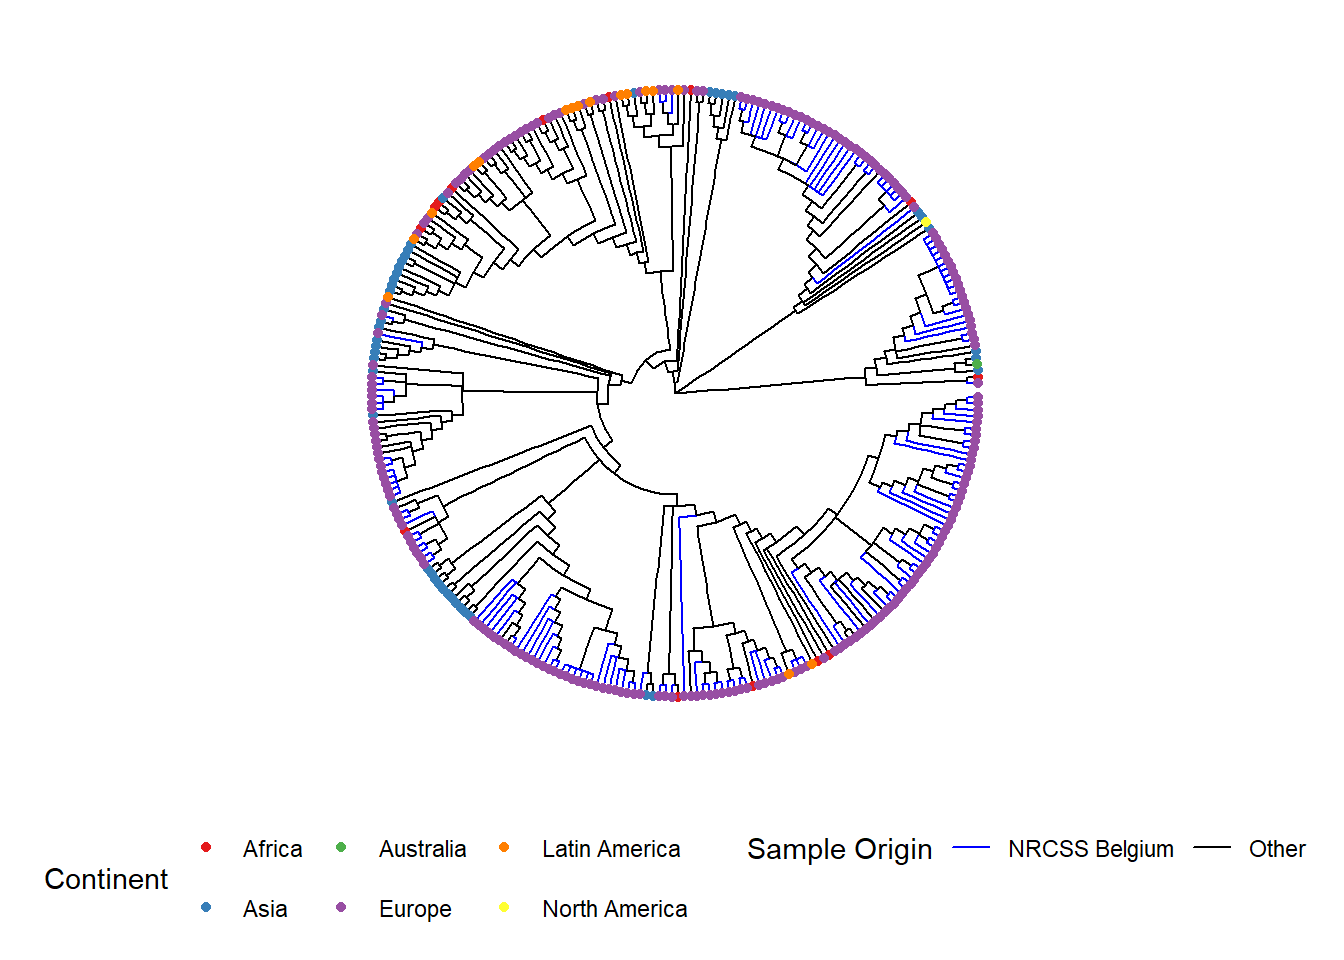 Continent
Africa
Australia
Latin America
Asia
Europe
North America
Sample Origin
NRCSS Belgium
Other